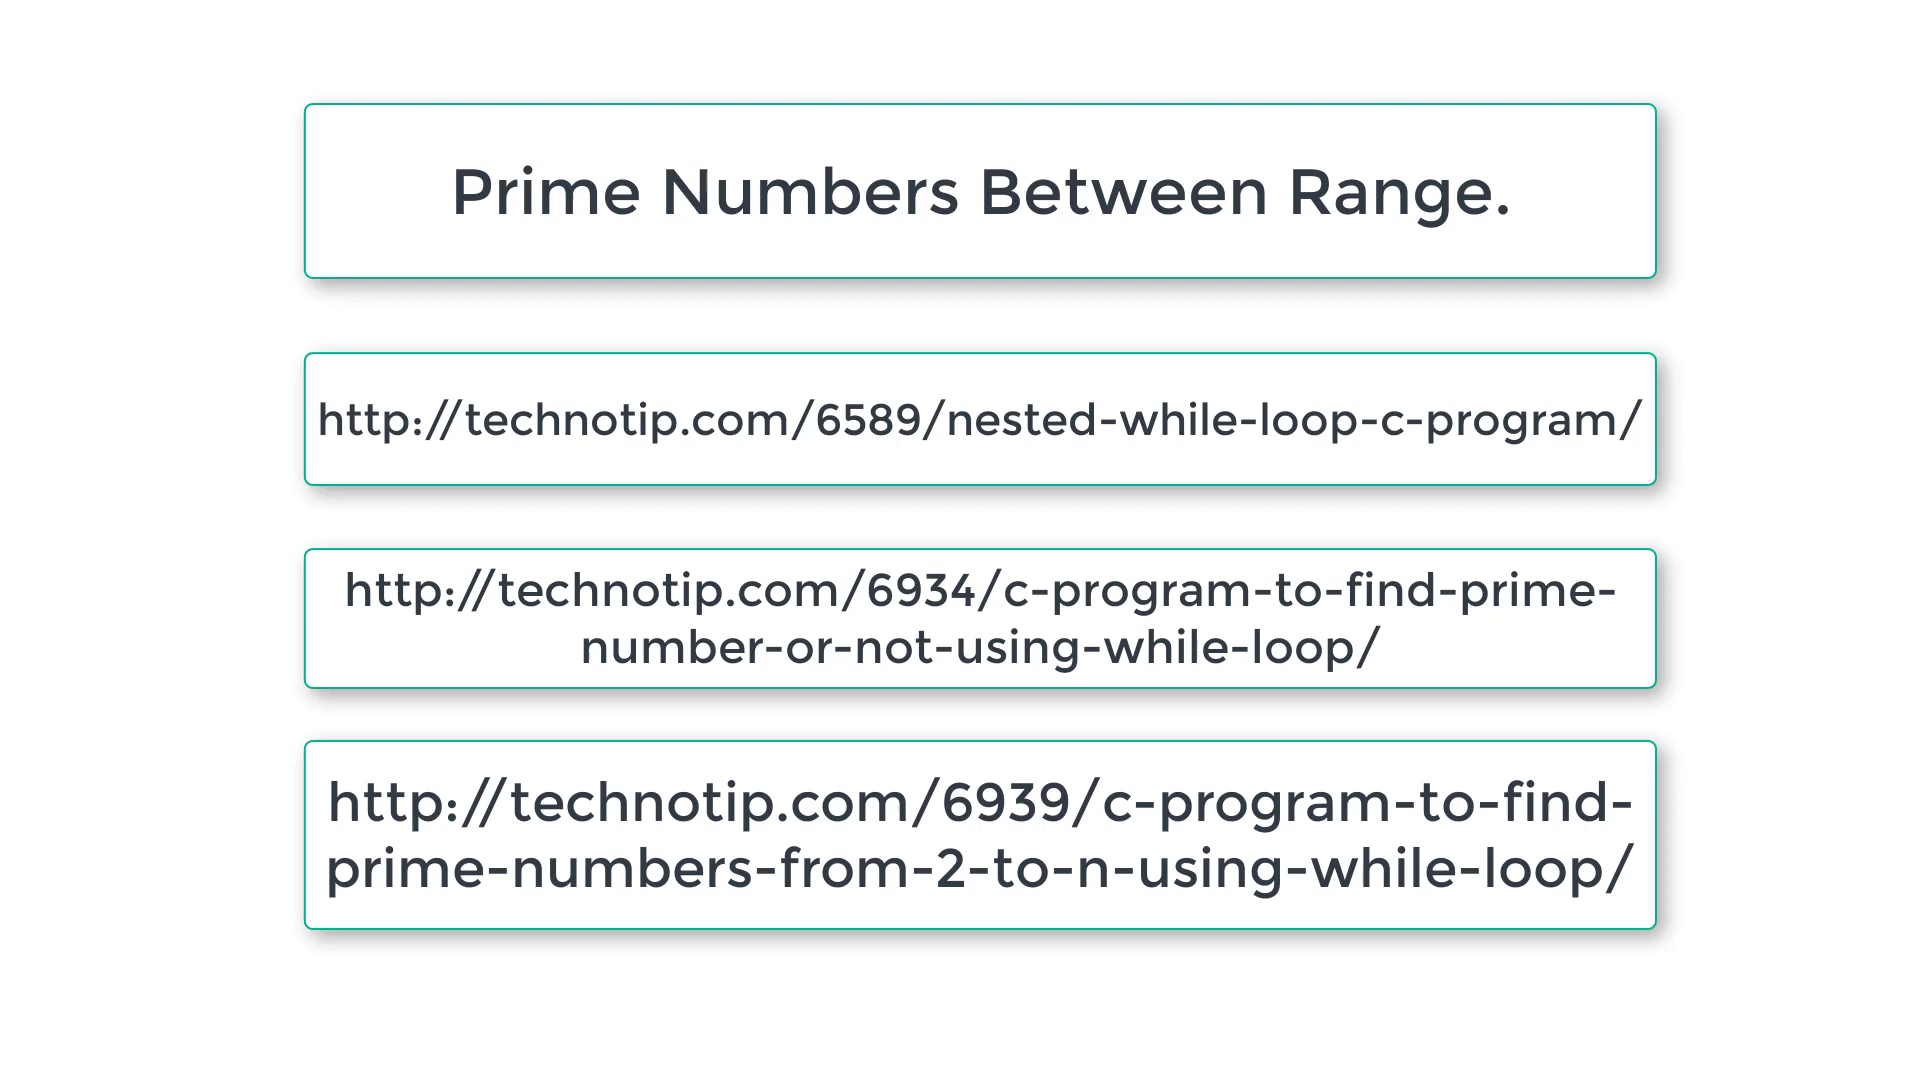 Prime Numbers Between Range.
http://technotip.com/6589/nested-while-loop-c-program/
http://technotip.com/6934/c-program-to-find-prime-
number-or-not-using-while-loop/
http://technotip.com/6939/c-program-to-find-
prime-numbers-from-2-to-n-using-while-loop/